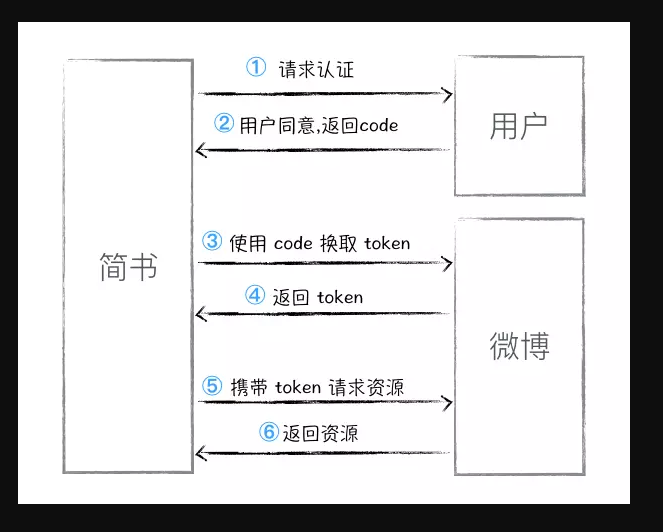 ① 请求认证
② 用户同意,返回code
用户
③ 使用 code 换取 token
简书
④ 返回 token
微博
⑤ 携带 token 请求资源
⑥ 返回资源